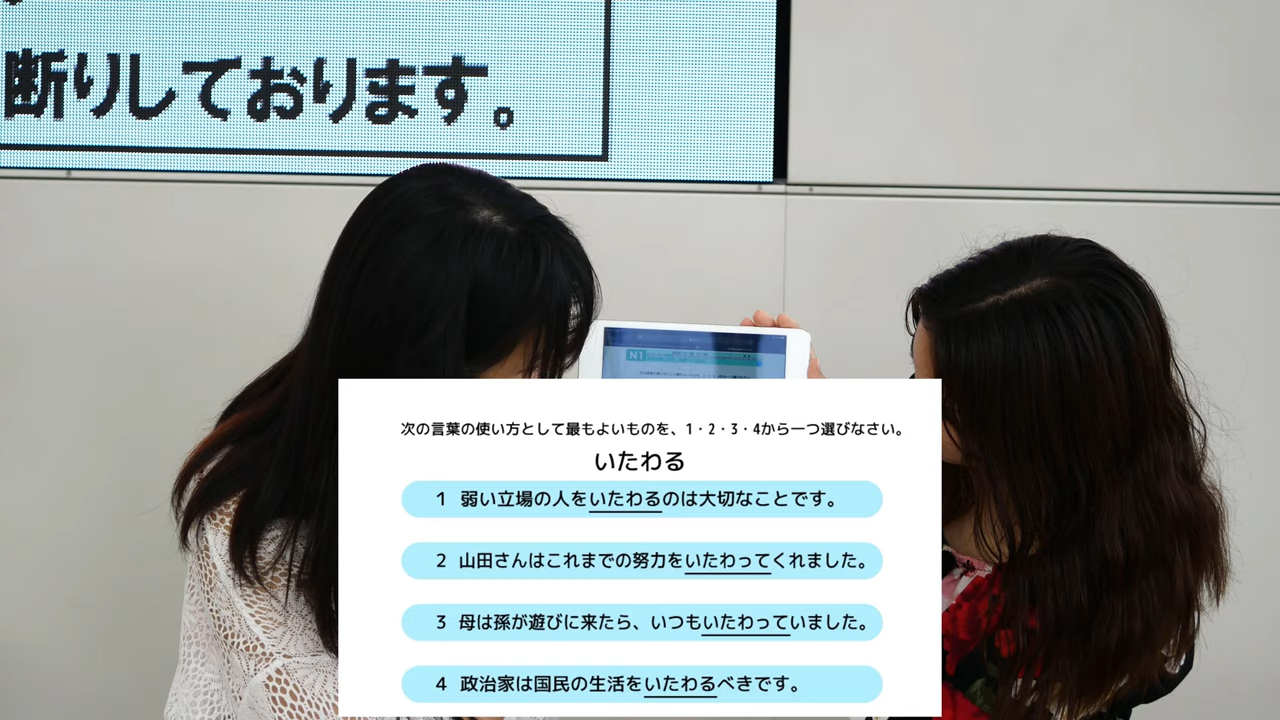 断りしております。
N1
次の言葉の使い方として最もよいものを、1・2・3・4から一つ選びなさい。
いたわる
1 弱い立場の人をいたわるのは大切なことです。
2 山田さんはこれまでの努力をいたわってくれました。
3 母は孫が遊びに来たら、いつもいたわっていました。
4 政治家は国民の生活をいたわるべきです。